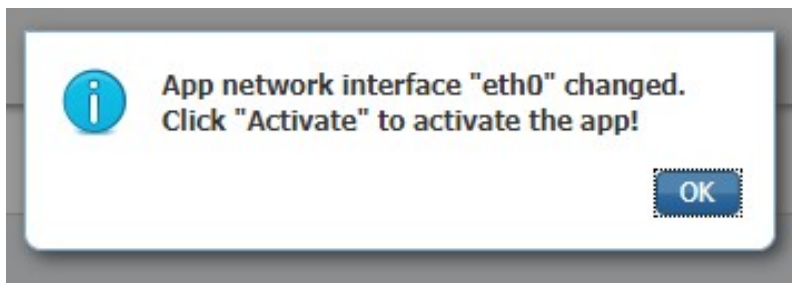 App network interface "eth0" changed.
Click "Activate" to activate the app!
OK